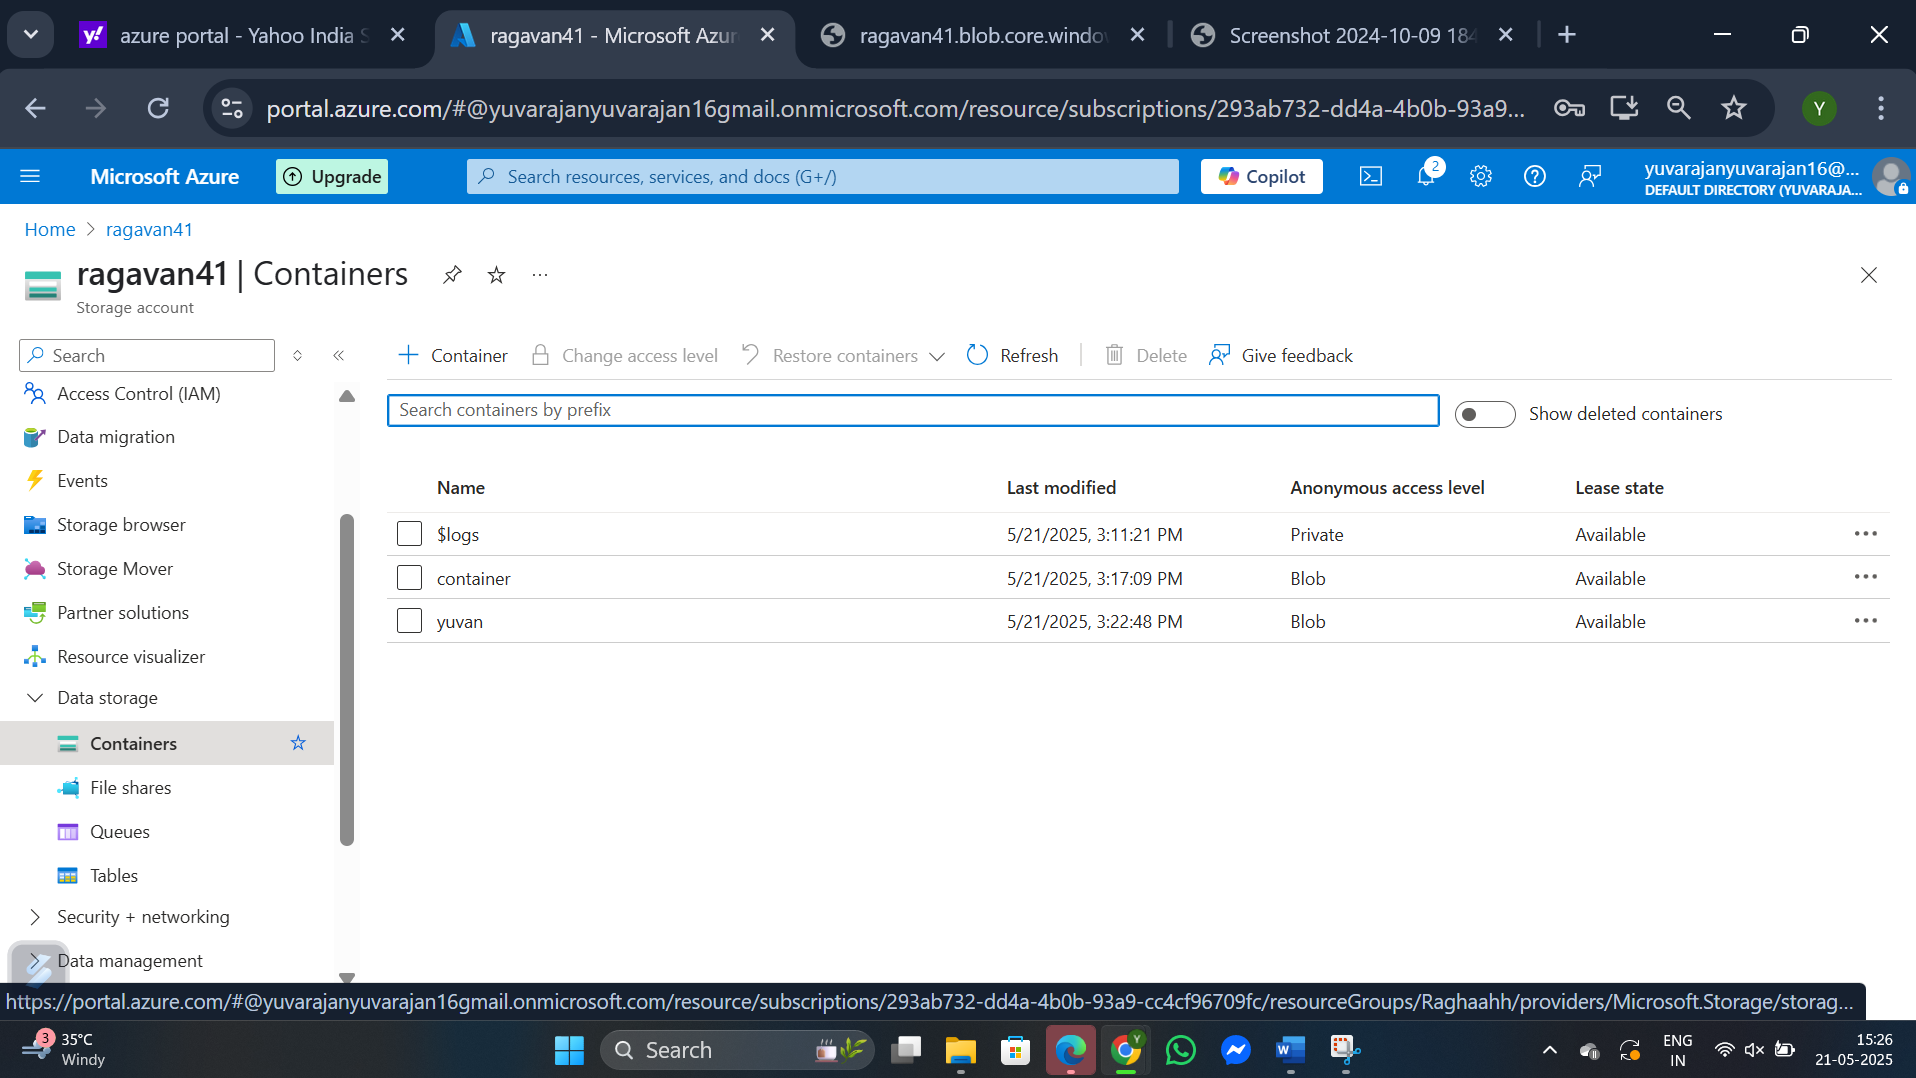 azure portal - Yahoo India S
ragavan41 - Microsoft Azur
ragavan41.blob.core.windo
Screenshot 2024-10-09 184
portal.azure.com/#@yuvarajanyuvarajan16gmail.onmicrosoft.com/resource/subscriptions/293ab732-dd4a-4b0b-93a9...
Y
Microsoft Azure
Upgrade
Search resources, services, and docs (G+/)
Copilot
2
yuvarajanyuvarajan16@...
DEFAULT DIRECTORY (YUVARAJA...
Home > ragavan41
ragavan41 | Containers
Storage account
Search
Container
Change access level
Restore containers
Refresh
Delete
Give feedback
Search containers by prefix
Show deleted containers
Access Control (IAM)
Data migration
Events
Storage browser
Storage Mover
Partner solutions
Resource visualizer
Data storage
Containers
File shares
Queues
Tables
Security + networking
Data management
Name Last modified Anonymous access level Lease state
$logs 5/21/2025, 3:11:21 PM Private Available
container 5/21/2025, 3:17:09 PM Blob Available
yuvan 5/21/2025, 3:22:48 PM Blob Available
https://portal.azure.com/#@yuvarajanyuvarajan16gmail.onmicrosoft.com/resource/subscriptions/293ab732-dd4a-4b0b-93a9-cc4cf96709fc/resourceGroups/Raghaahh/providers/Microsoft.Storage/storag...
3
35°C
Windy
Search
Y
W
ENG
IN
15:26
21-05-2025